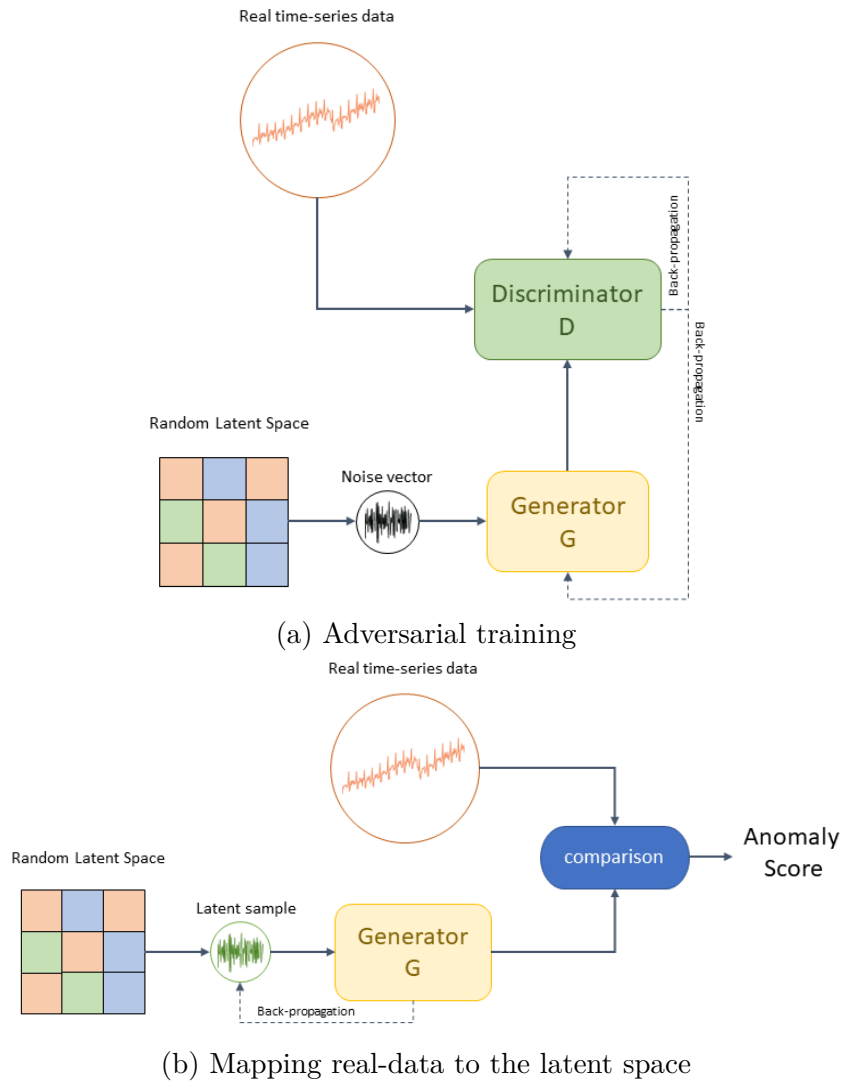 Real time-series data
Back-propagation
Discriminator
D
Back-propagation
Random Latent Space
Noise vector
Generator
G
(a) Adversarial training
Real time-series data
comparison
Anomaly
Score
Random Latent Space
Latent sample
Generator
G
Back-propagation
(b) Mapping real-data to the latent space